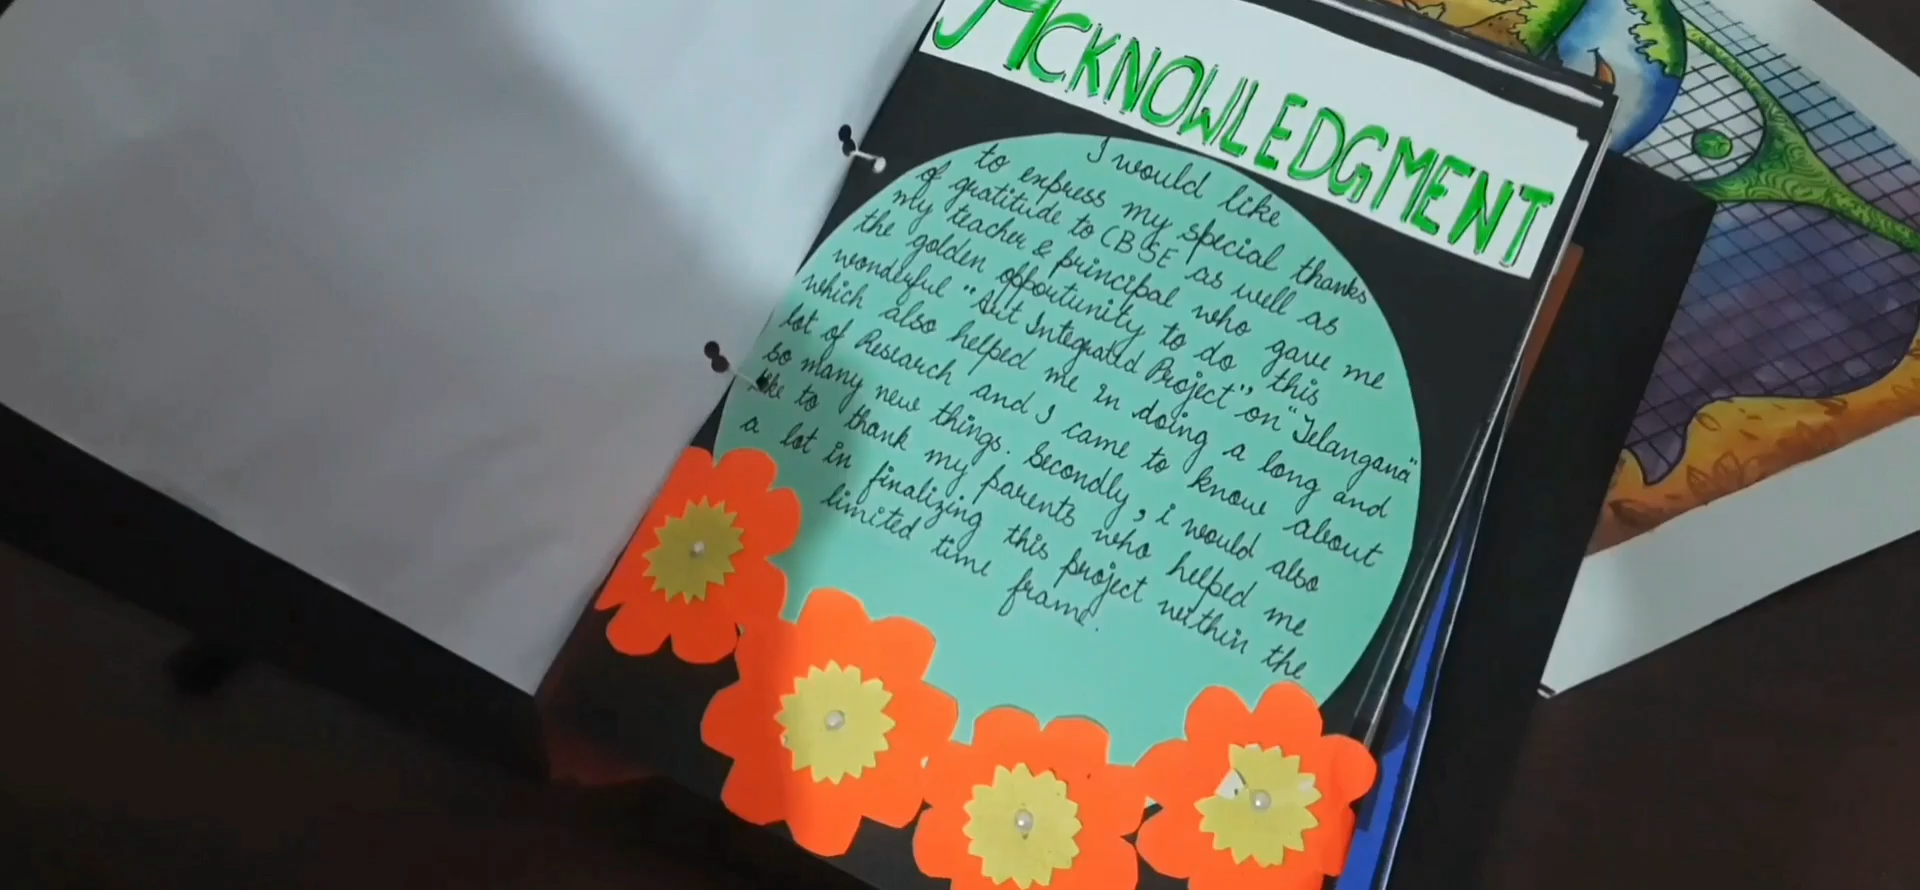 ACKNOWLEDGMENT
I would like
to express my special thanks
of gratitude to CBSE as well as
my teacher & principal who gave me
the golden opportunity to do this
wonderful "Art Integrated Project", on "Telangana"
which also helped me in doing a long and
lot of Research and I came to know about
so many new things. Secondly, i would also
like to thank my parents who helped me
a lot in finalizing this project within the
limited time frame.